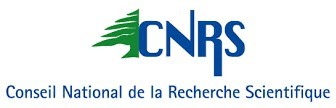 CNRS
Conseil National de la Recherche Scientifique